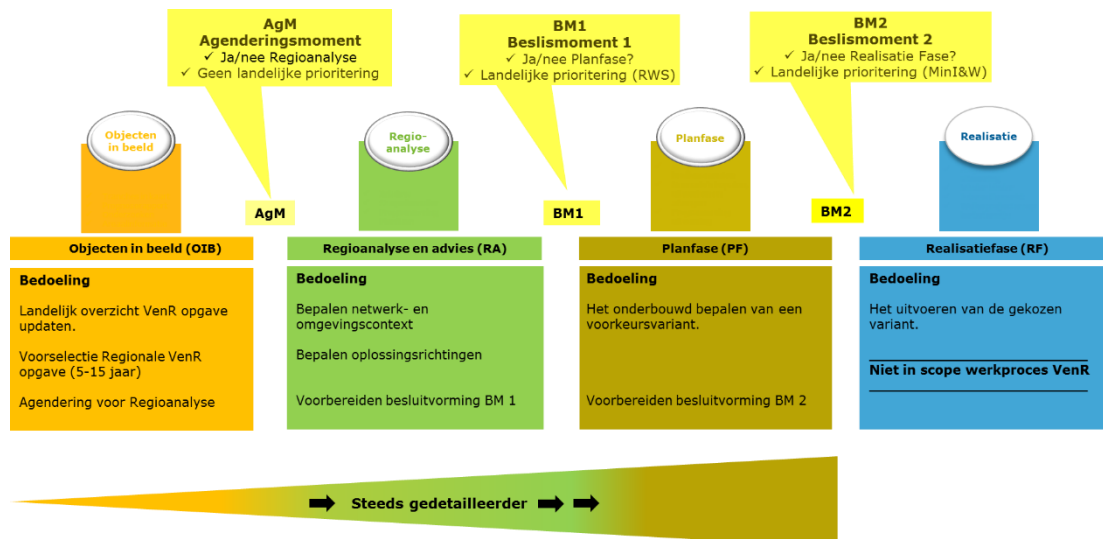 AgM
Agenderingsmoment
✓ Ja/nee Regioanalyse
✓ Geen landelijke prioritering
BM1
Beslismoment 1
✓ Ja/nee Planfase?
✓ Landelijke prioritering (RWS)
BM2
Beslismoment 2
✓ Ja/nee Realisatie Fase?
✓ Landelijke prioritering (MinI&W)
Objecten
in beeld
Regio-
analyse
Planfase
Realisatie
AgM
BM1
BM2
Objecten in beeld (OIB)
Bedoeling
Landelijk overzicht VenR opgave
updaten.
Voorselectie Regionale VenR
opgave (5-15 jaar)
Agendering voor Regioanalyse
Regioanalyse en advies (RA)
Bedoeling
Bepalen netwerk- en
omgevingscontext
Bepalen oplossingsrichtingen
Voorbereiden besluitvorming BM 1
Planfase (PF)
Bedoeling
Het onderbouwd bepalen van een
voorkeursvariant.
Voorbereiden besluitvorming BM 2
Realisatiefase (RF)
Bedoeling
Het uitvoeren van de gekozen
variant.
Niet in scope werkproces VenR
Steeds gedetailleerder